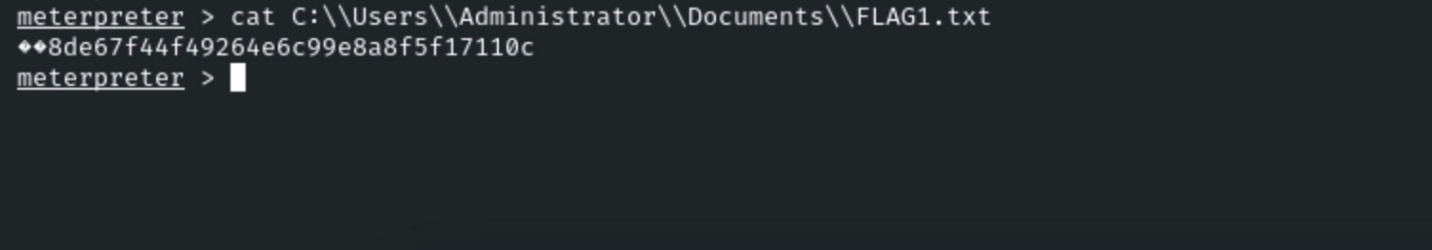 meterpreter > cat C:\\Users\\Administrator\\Documents\\FLAG1.txt
��8de67f44f49264e6c99e8a8f5f17110c
meterpreter >